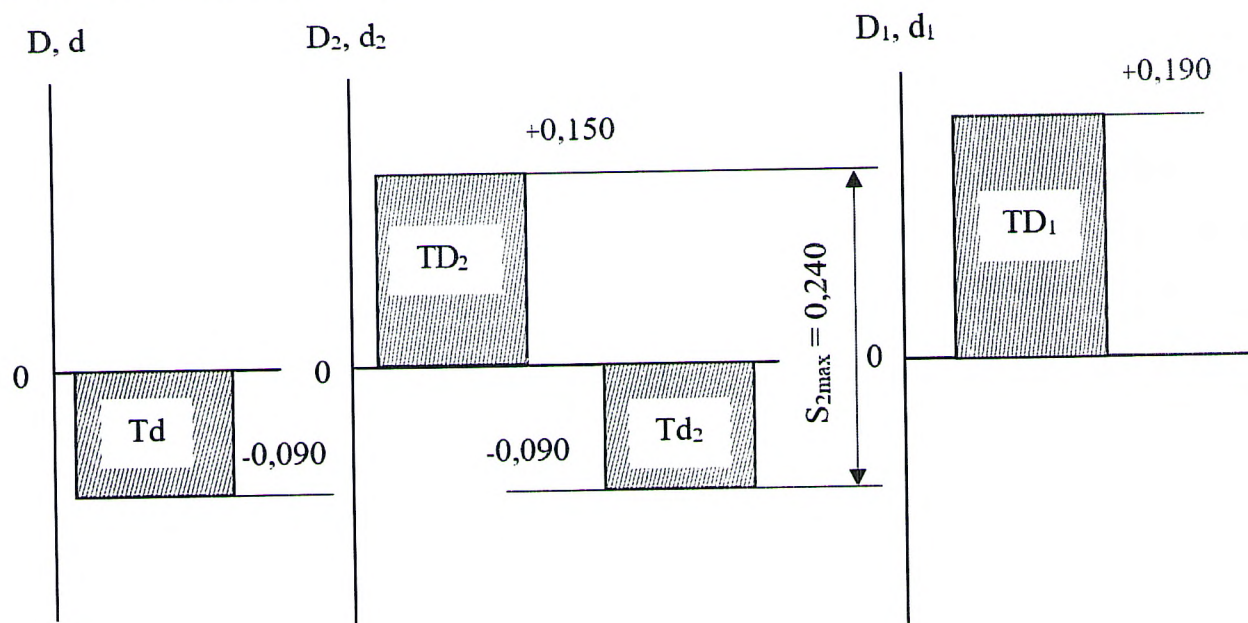 D, d
D₂, d₂
D₁, d₁
+0,190
+0,150
TD₁
TD₂
S₂max = 0,240
0
0
0
Td
-0,090
-0,090
Td₂